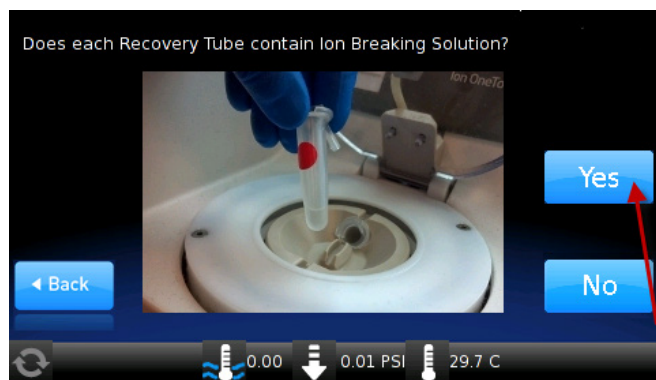 Does each Recovery Tube contain Ion Breaking Solution?
Ion OneTo
Yes
Back
No
0.00 0.01 PSI 29.7 C